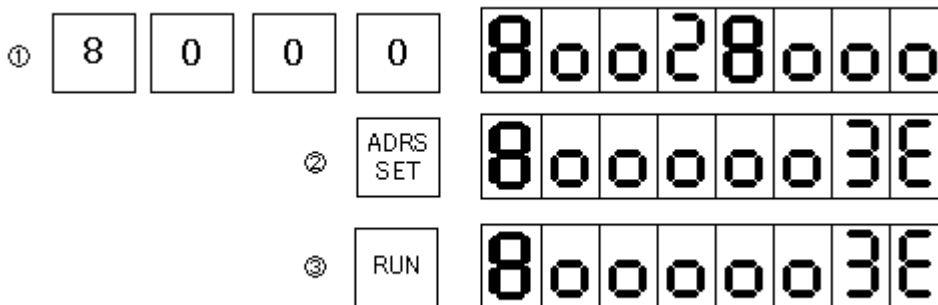 ① 8 0 0 0 8oo28ooo
② ADRS SET 8ooooo3E
③ RUN 8ooooo3E